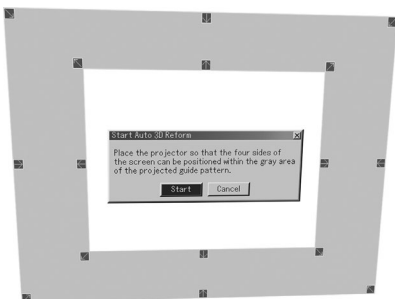 Start Auto 3D Reform
Place the projector so that the four sides of
the screen can be positioned within the gray area
of the projected guide pattern.
Start Cancel